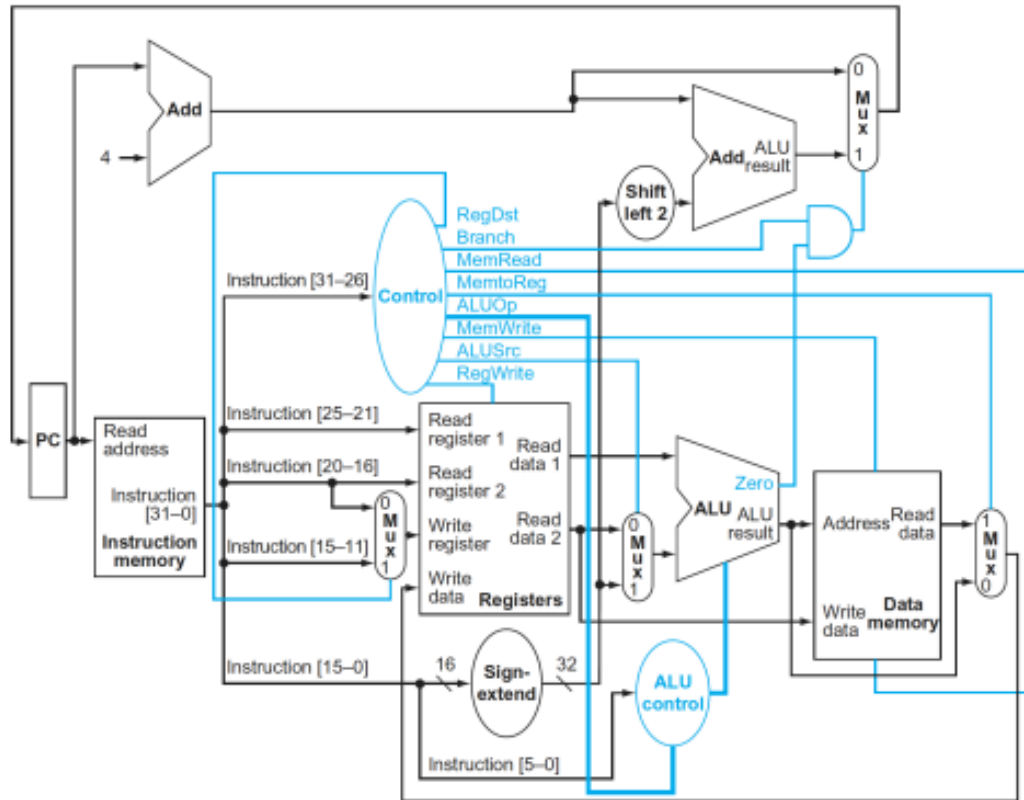 0
Mux
1
Add
4
Add
ALU
result
Shift
left 2
RegDst
Branch
MemRead
MemtoReg
ALUOp
MemWrite
ALUSrc
RegWrite
Instruction [31–26]
Control
PC
Read
address
Instruction
[31–0]
Instruction
memory
Instruction [25–21]
Instruction [20–16]
Instruction [15–11]
0
Mux
1
Read
register 1
Read
register 2
Write
register
Write
data
Read
data 1
Read
data 2
Registers
0
Mux
1
Zero
ALU
ALU
result
Address
Read
data
Write
data
Data
memory
1
Mux
0
Instruction [15–0]
16
Sign-
extend
32
ALU
control
Instruction [5–0]